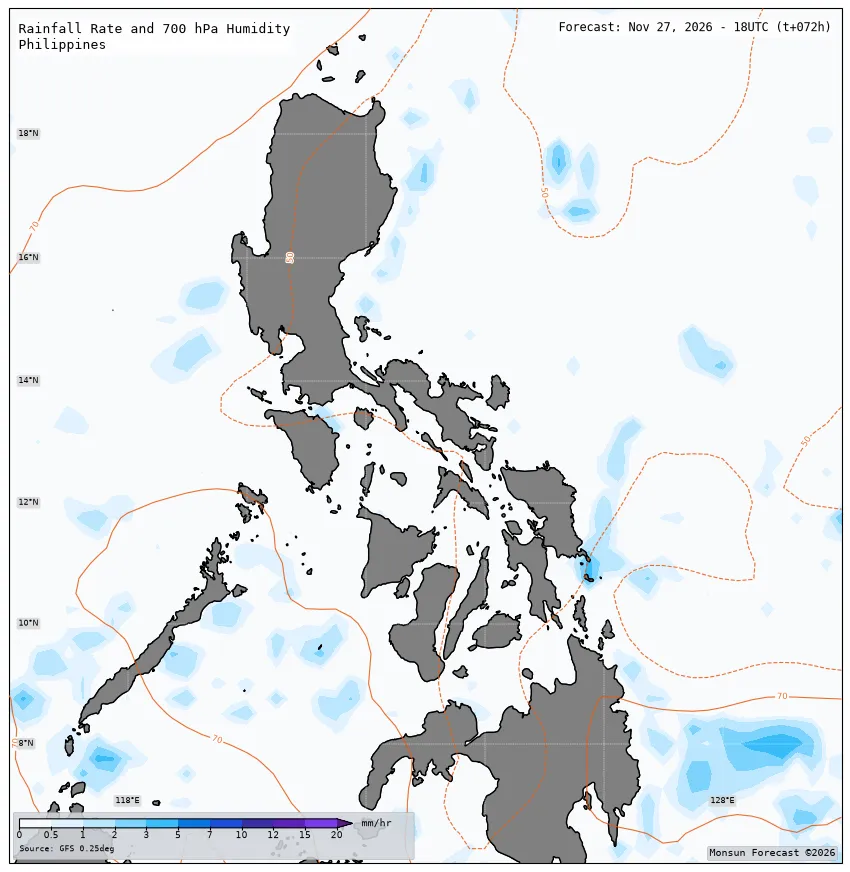 Rainfall Rate and 700 hPa Humidity
Philippines
Forecast: Nov 27, 2026 - 18UTC (t+072h)
18°N
50
70
16°N
50
14°N
50
12°N
10°N
70
70
70
8°N
118°E
128°E
0 0.5 1 2 3 5 7 10 12 15 20 mm/hr
Source: GFS 0.25deg
Monsun Forecast ©2026